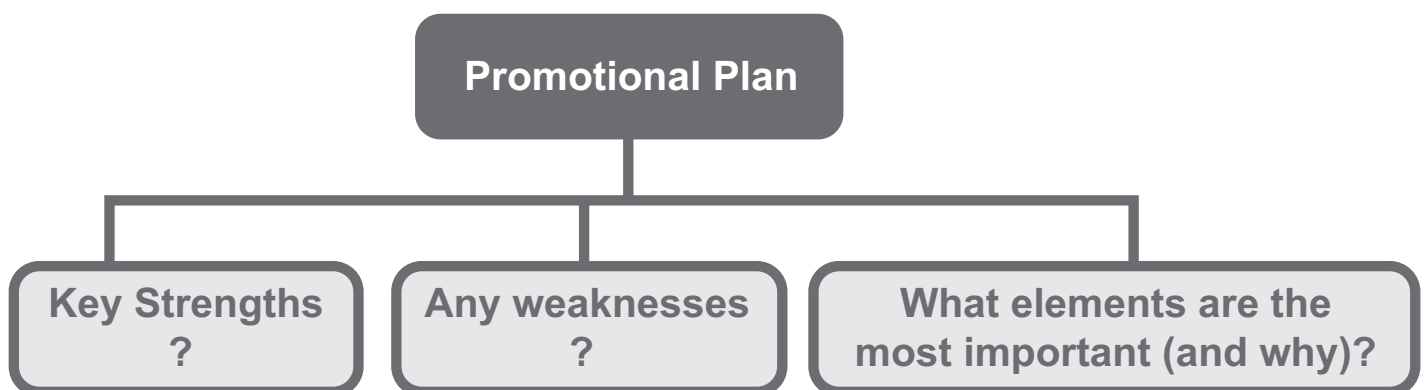 Promotional Plan
Key Strengths
?
Any weaknesses
?
What elements are the
most important (and why)?